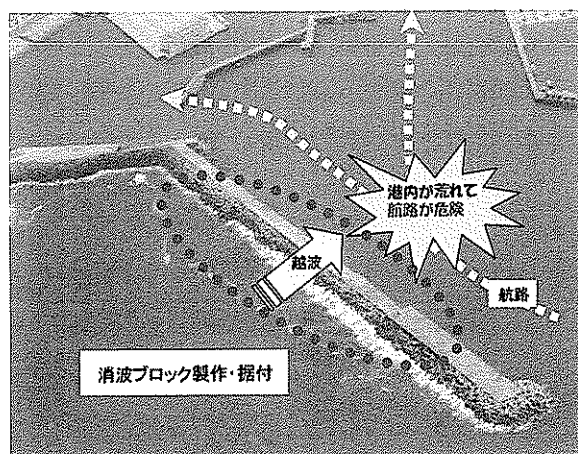 港内が荒れて
航路が危険
越波
航路
消波ブロック製作・据付